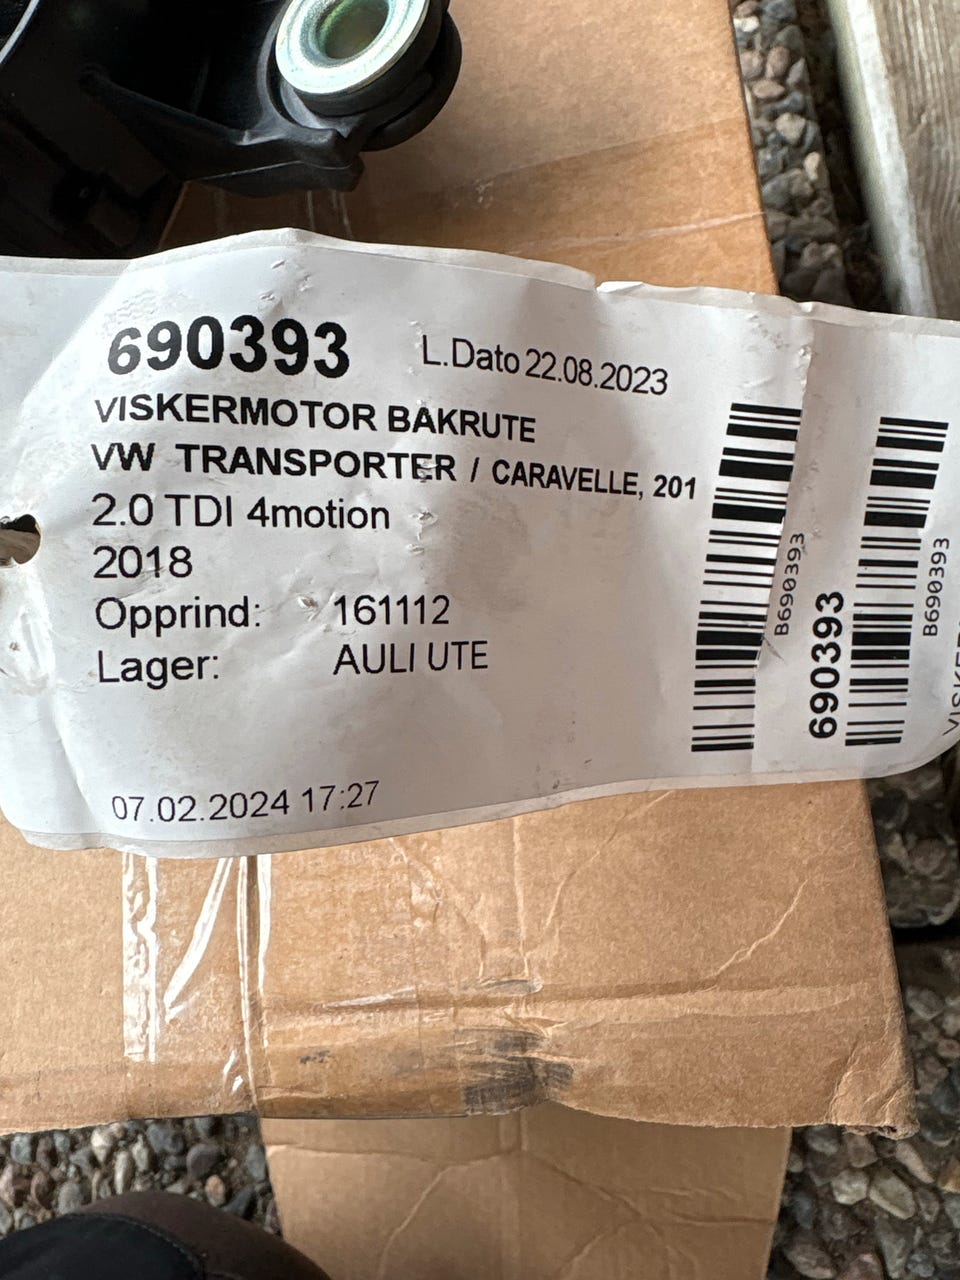 690393 L.Dato 22.08.2023
VISKERMOTOR BAKRUTE
VW TRANSPORTER / CARAVELLE, 201
2.0 TDI 4motion
2018
Opprind: 161112
Lager: AULI UTE
07.02.2024 17:27
B690393
690393
B690393